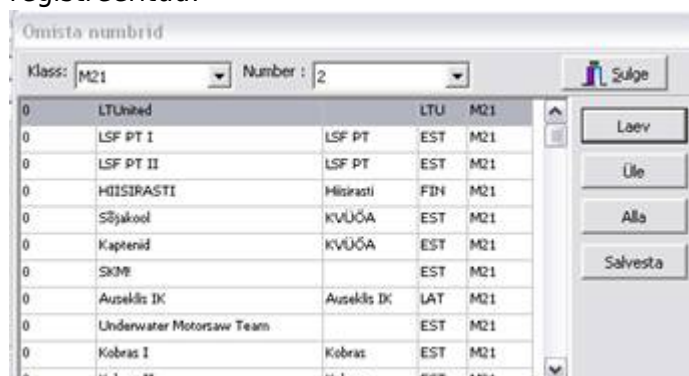 Omista numbrid
Klass: M21 Number : 2 Sulge
0 LTUnited LTU M21
0 LSF PT I LSF PT EST M21
0 LSF PT II LSF PT EST M21
0 HIISIRASTI Hiisirasti FIN M21
0 Sõjakool KVÜÕA EST M21
0 Kaptenid KVÜÕA EST M21
0 SKM! EST M21
0 Auseklis IK Auseklis IK LAT M21
0 Underwater Motorsaw Team EST M21
0 Kobras I Kobras EST M21
Laev
Üle
Alla
Salvesta